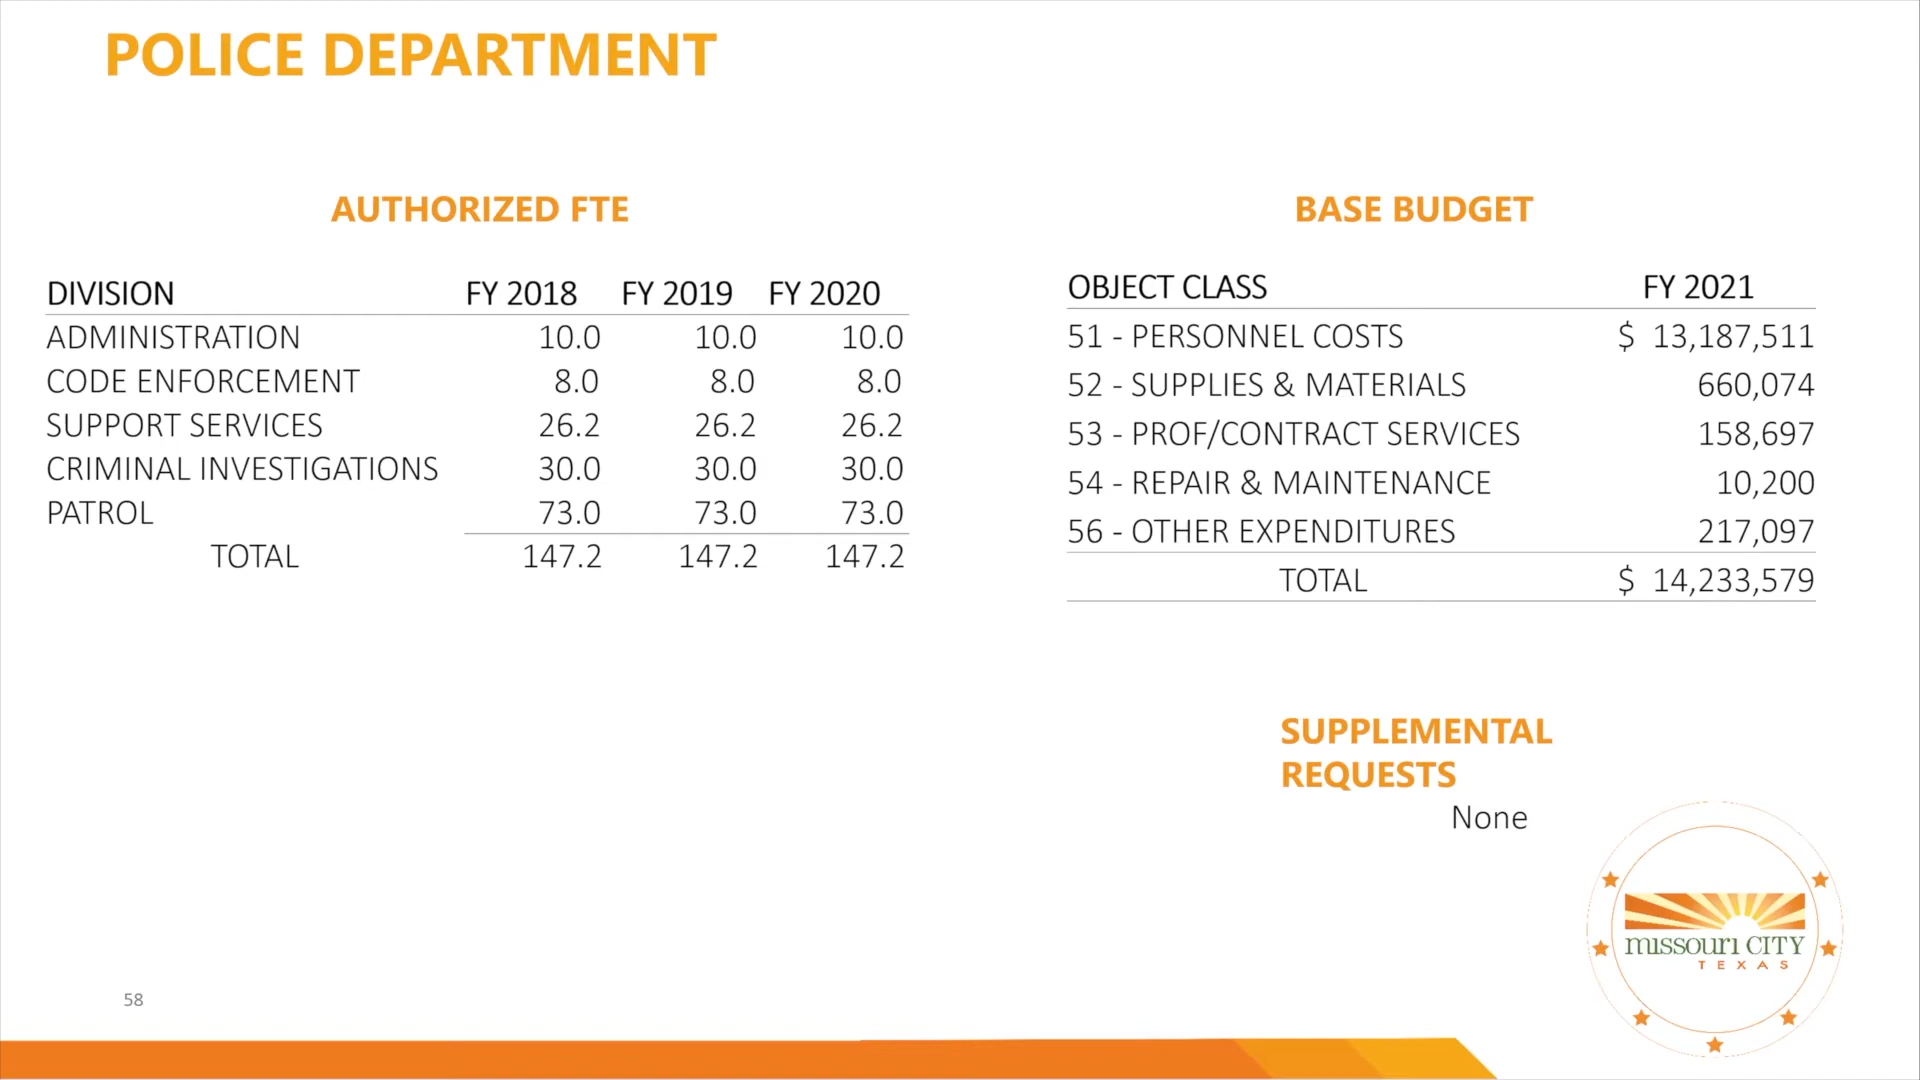 POLICE DEPARTMENT
AUTHORIZED FTE
DIVISION FY 2018 FY 2019 FY 2020
ADMINISTRATION 10.0 10.0 10.0
CODE ENFORCEMENT 8.0 8.0 8.0
SUPPORT SERVICES 26.2 26.2 26.2
CRIMINAL INVESTIGATIONS 30.0 30.0 30.0
PATROL 73.0 73.0 73.0
TOTAL 147.2 147.2 147.2
BASE BUDGET
OBJECT CLASS FY 2021
51 - PERSONNEL COSTS $ 13,187,511
52 - SUPPLIES & MATERIALS 660,074
53 - PROF/CONTRACT SERVICES 158,697
54 - REPAIR & MAINTENANCE 10,200
56 - OTHER EXPENDITURES 217,097
TOTAL $ 14,233,579
SUPPLEMENTAL
REQUESTS
None
missouri CITY
TEXAS
58